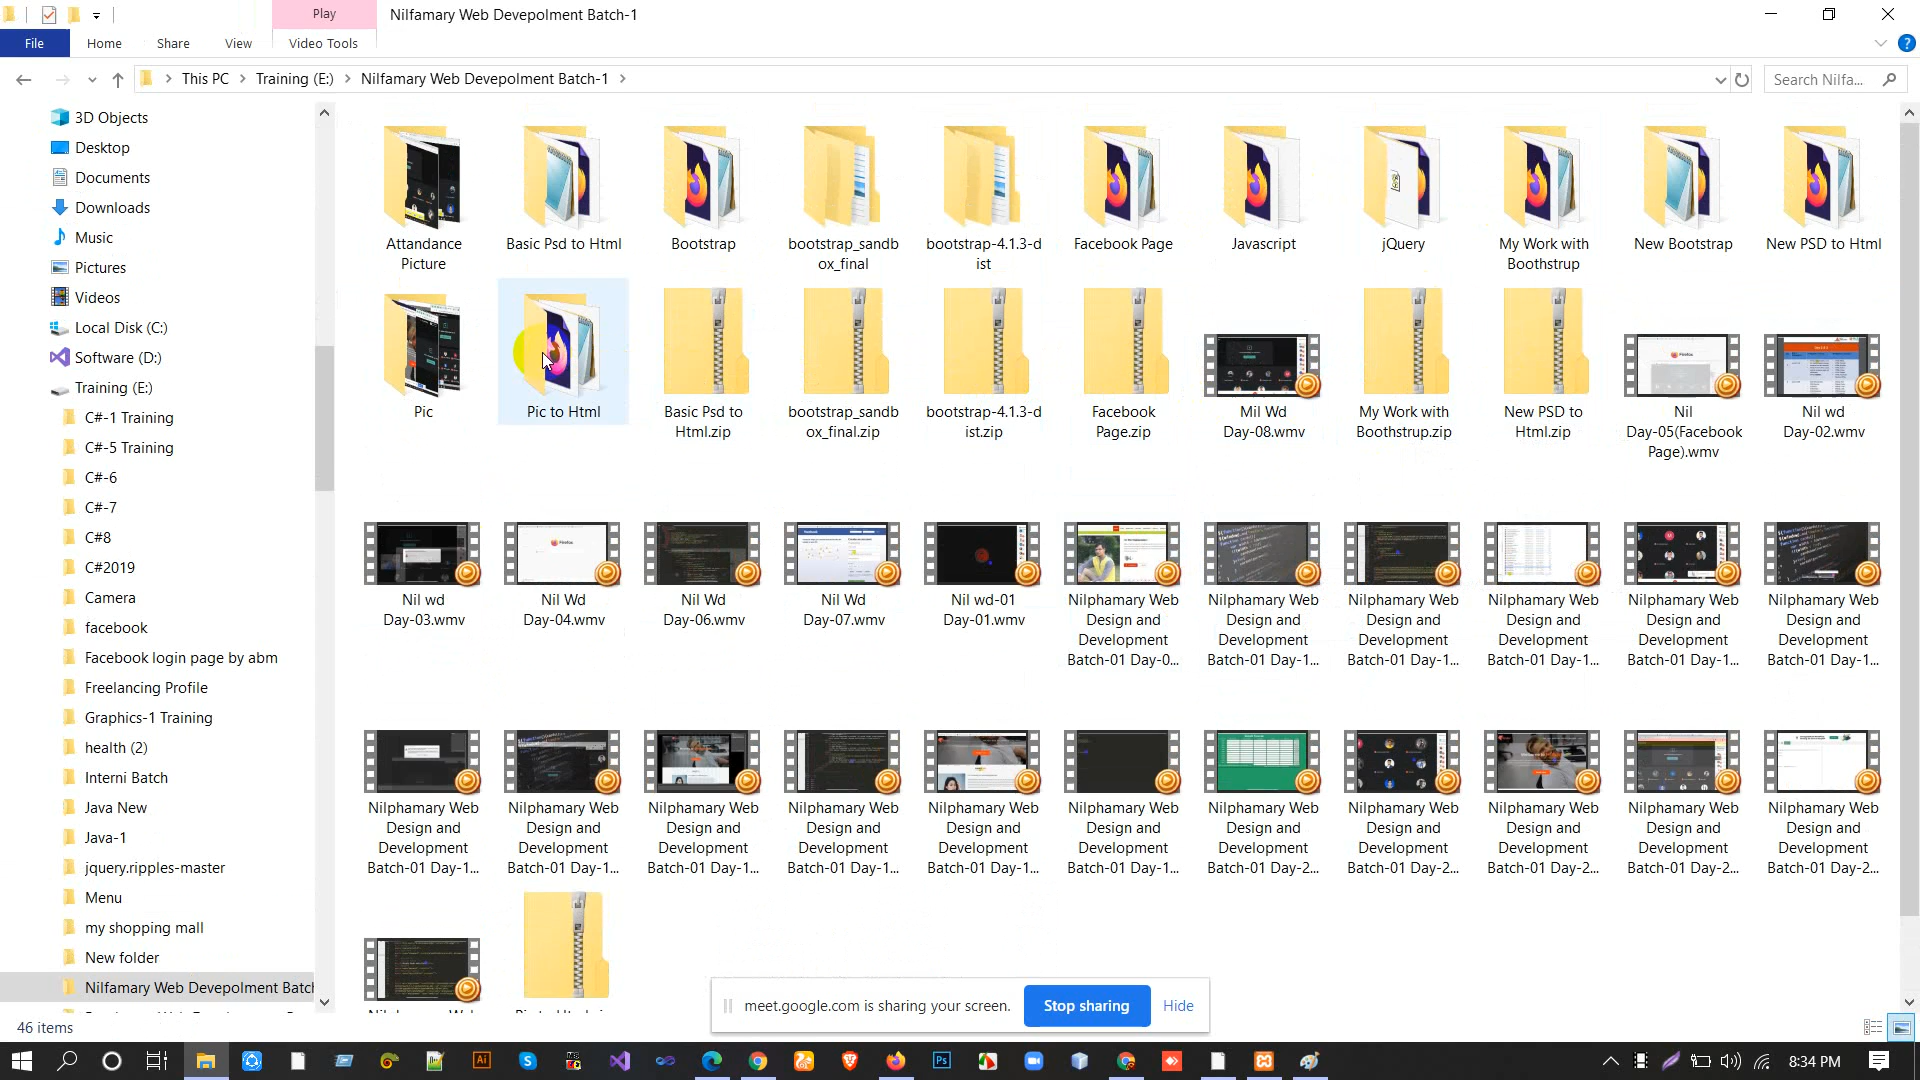 Play
Nilfamary Web Devepolment Batch-1
File
Home
Share
View
Video Tools
This PC
Training (E:)
Nilfamary Web Devepolment Batch-1
Search Nilfa...
3D Objects
Desktop
Documents
Downloads
Music
Pictures
Videos
Local Disk (C:)
Software (D:)
Training (E:)
C#-1 Training
C#-5 Training
C#-6
C#-7
C#8
C#2019
Camera
facebook
Facebook login page by abm
Freelancing Profile
Graphics-1 Training
health (2)
Interni Batch
Java New
Java-1
jquery.ripples-master
Menu
my shopping mall
New folder
Nilfamary Web Devepolment Batch
Attandance
Picture
Basic Psd to Html
Bootstrap
bootstrap_sandb
ox_final
bootstrap-4.1.3-d
ist
Facebook Page
Javascript
jQuery
My Work with
Boothstrup
New Bootstrap
New PSD to Html
Pic
Pic to Html
Basic Psd to
Html.zip
bootstrap_sandb
ox_final.zip
bootstrap-4.1.3-d
ist.zip
Facebook
Page.zip
Mil Wd
Day-08.wmv
My Work with
Boothstrup.zip
New PSD to
Html.zip
Nil
Day-05(Facebook
Page).wmv
Nil wd
Day-02.wmv
Nil wd
Day-03.wmv
Nil Wd
Day-04.wmv
Nil Wd
Day-06.wmv
Nil Wd
Day-07.wmv
Nil wd-01
Day-01.wmv
Nilphamary Web
Design and
Development
Batch-01 Day-0...
Nilphamary Web
Design and
Development
Batch-01 Day-1...
Nilphamary Web
Design and
Development
Batch-01 Day-1...
Nilphamary Web
Design and
Development
Batch-01 Day-1...
Nilphamary Web
Design and
Development
Batch-01 Day-1...
Nilphamary Web
Design and
Development
Batch-01 Day-1...
Nilphamary Web
Design and
Development
Batch-01 Day-1...
Nilphamary Web
Design and
Development
Batch-01 Day-1...
Nilphamary Web
Design and
Development
Batch-01 Day-1...
Nilphamary Web
Design and
Development
Batch-01 Day-1...
Nilphamary Web
Design and
Development
Batch-01 Day-1...
Nilphamary Web
Design and
Development
Batch-01 Day-1...
Nilphamary Web
Design and
Development
Batch-01 Day-2...
Nilphamary Web
Design and
Development
Batch-01 Day-2...
Nilphamary Web
Design and
Development
Batch-01 Day-2...
Nilphamary Web
Design and
Development
Batch-01 Day-2...
Nilphamary Web
Design and
Development
Batch-01 Day-2...
meet.google.com is sharing your screen.
Stop sharing
Hide
46 items
8:34 PM